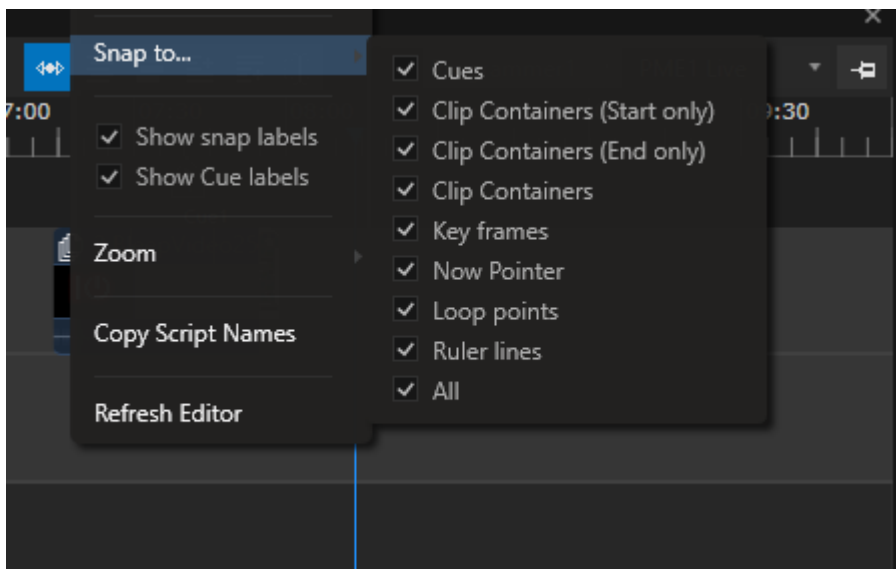 Snap to...
7:00
Show snap labels
Show Cue labels
Zoom
Copy Script Names
Refresh Editor
Cues
Clip Containers (Start only)
Clip Containers (End only)
Clip Containers
Key frames
Now Pointer
Loop points
Ruler lines
All
:30